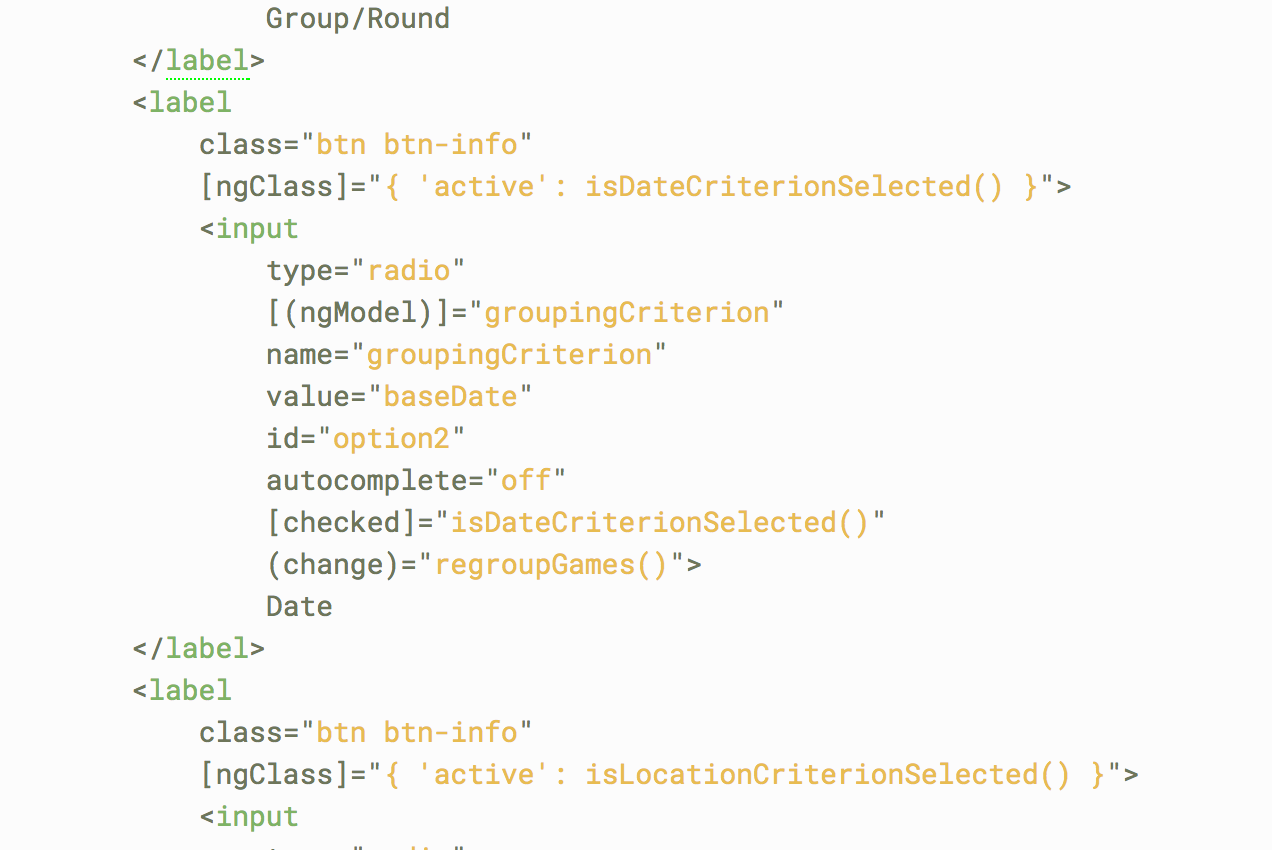 Group/Round
</label>
<label
class="btn btn-info"
[ngClass]="{ 'active': isDateCriterionSelected() }">
<input
type="radio"
[(ngModel)]="groupingCriterion"
name="groupingCriterion"
value="baseDate"
id="option2"
autocomplete="off"
[checked]="isDateCriterionSelected()"
(change)="regroupGames()">
Date
</label>
<label
class="btn btn-info"
[ngClass]="{ 'active': isLocationCriterionSelected() }">
<input